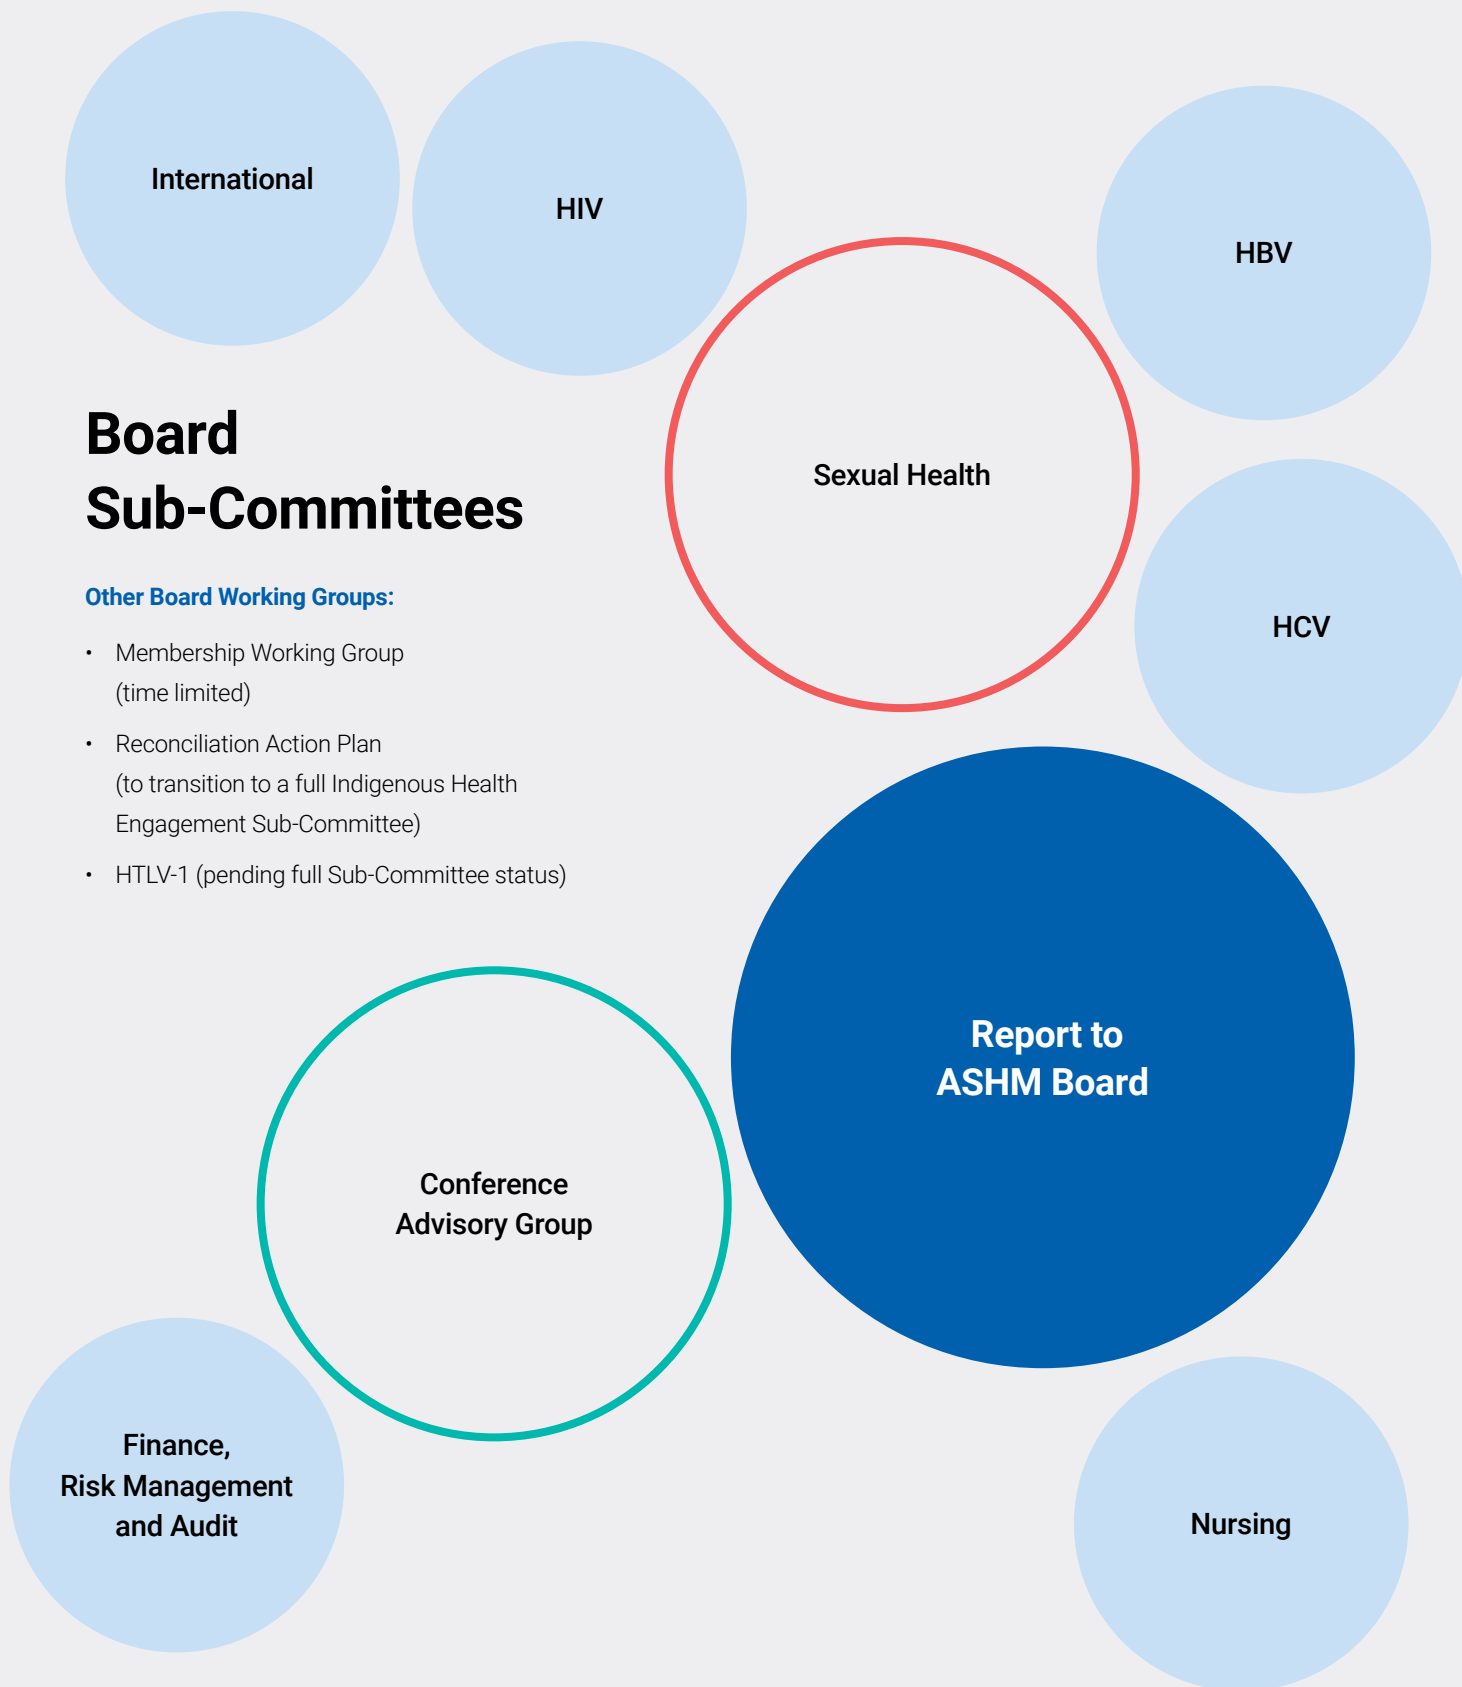 International
HIV
HBV
Board
Sub-Committees
Sexual Health
HCV
Other Board Working Groups:
• Membership Working Group
(time limited)
• Reconciliation Action Plan
(to transition to a full Indigenous Health
Engagement Sub-Committee)
• HTLV-1 (pending full Sub-Committee status)
Report to
ASHM Board
Conference
Advisory Group
Finance,
Risk Management
and Audit
Nursing